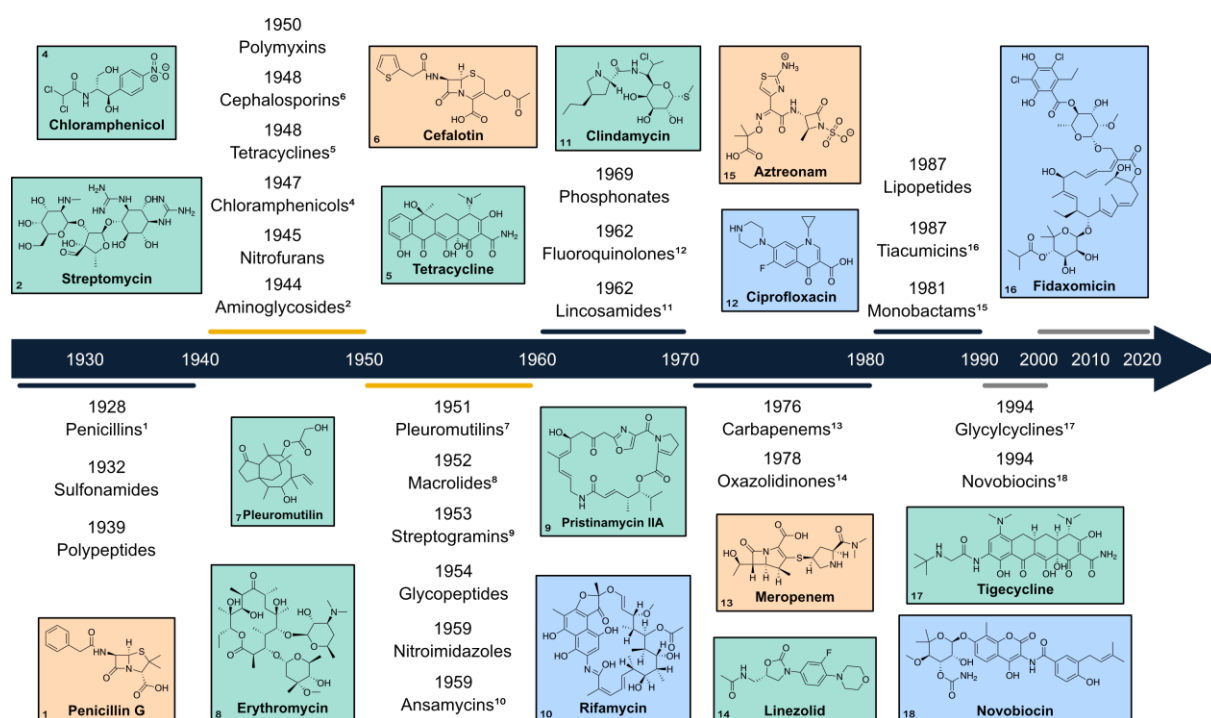 4
Chloramphenicol
2
Streptomycin
1950
Polymyxins
1948
Cephalosporins⁶
1948
Tetracyclines⁵
1947
Chloramphenicols⁴
1945
Nitrofurans
1944
Aminoglycosides²
6
Cefalotin
5
Tetracycline
11
Clindamycin
1969
Phosphonates
1962
Fluoroquinolones¹²
1962
Lincosamides¹¹
15
Aztreonam
12
Ciprofloxacin
1987
Lipopetides
1987
Tiacumicins¹⁶
1981
Monobactams¹⁵
16
Fidaxomicin
1930 1940 1950 1960 1970 1980 1990 2000 2010 2020
1928
Penicillins¹
1932
Sulfonamides
1939
Polypeptides
1
Penicillin G
7
Pleuromutilin
8
Erythromycin
1951
Pleuromutilins⁷
1952
Macrolides⁸
1953
Streptogramins⁹
1954
Glycopeptides
1959
Nitroimidazoles
1959
Ansamycins¹⁰
9
Pristinamycin IIA
10
Rifamycin
1976
Carbapenems¹³
1978
Oxazolidinones¹⁴
13
Meropenem
14
Linezolid
1994
Glycylcyclines¹⁷
1994
Novobiocins¹⁸
17
Tigecycline
18
Novobiocin